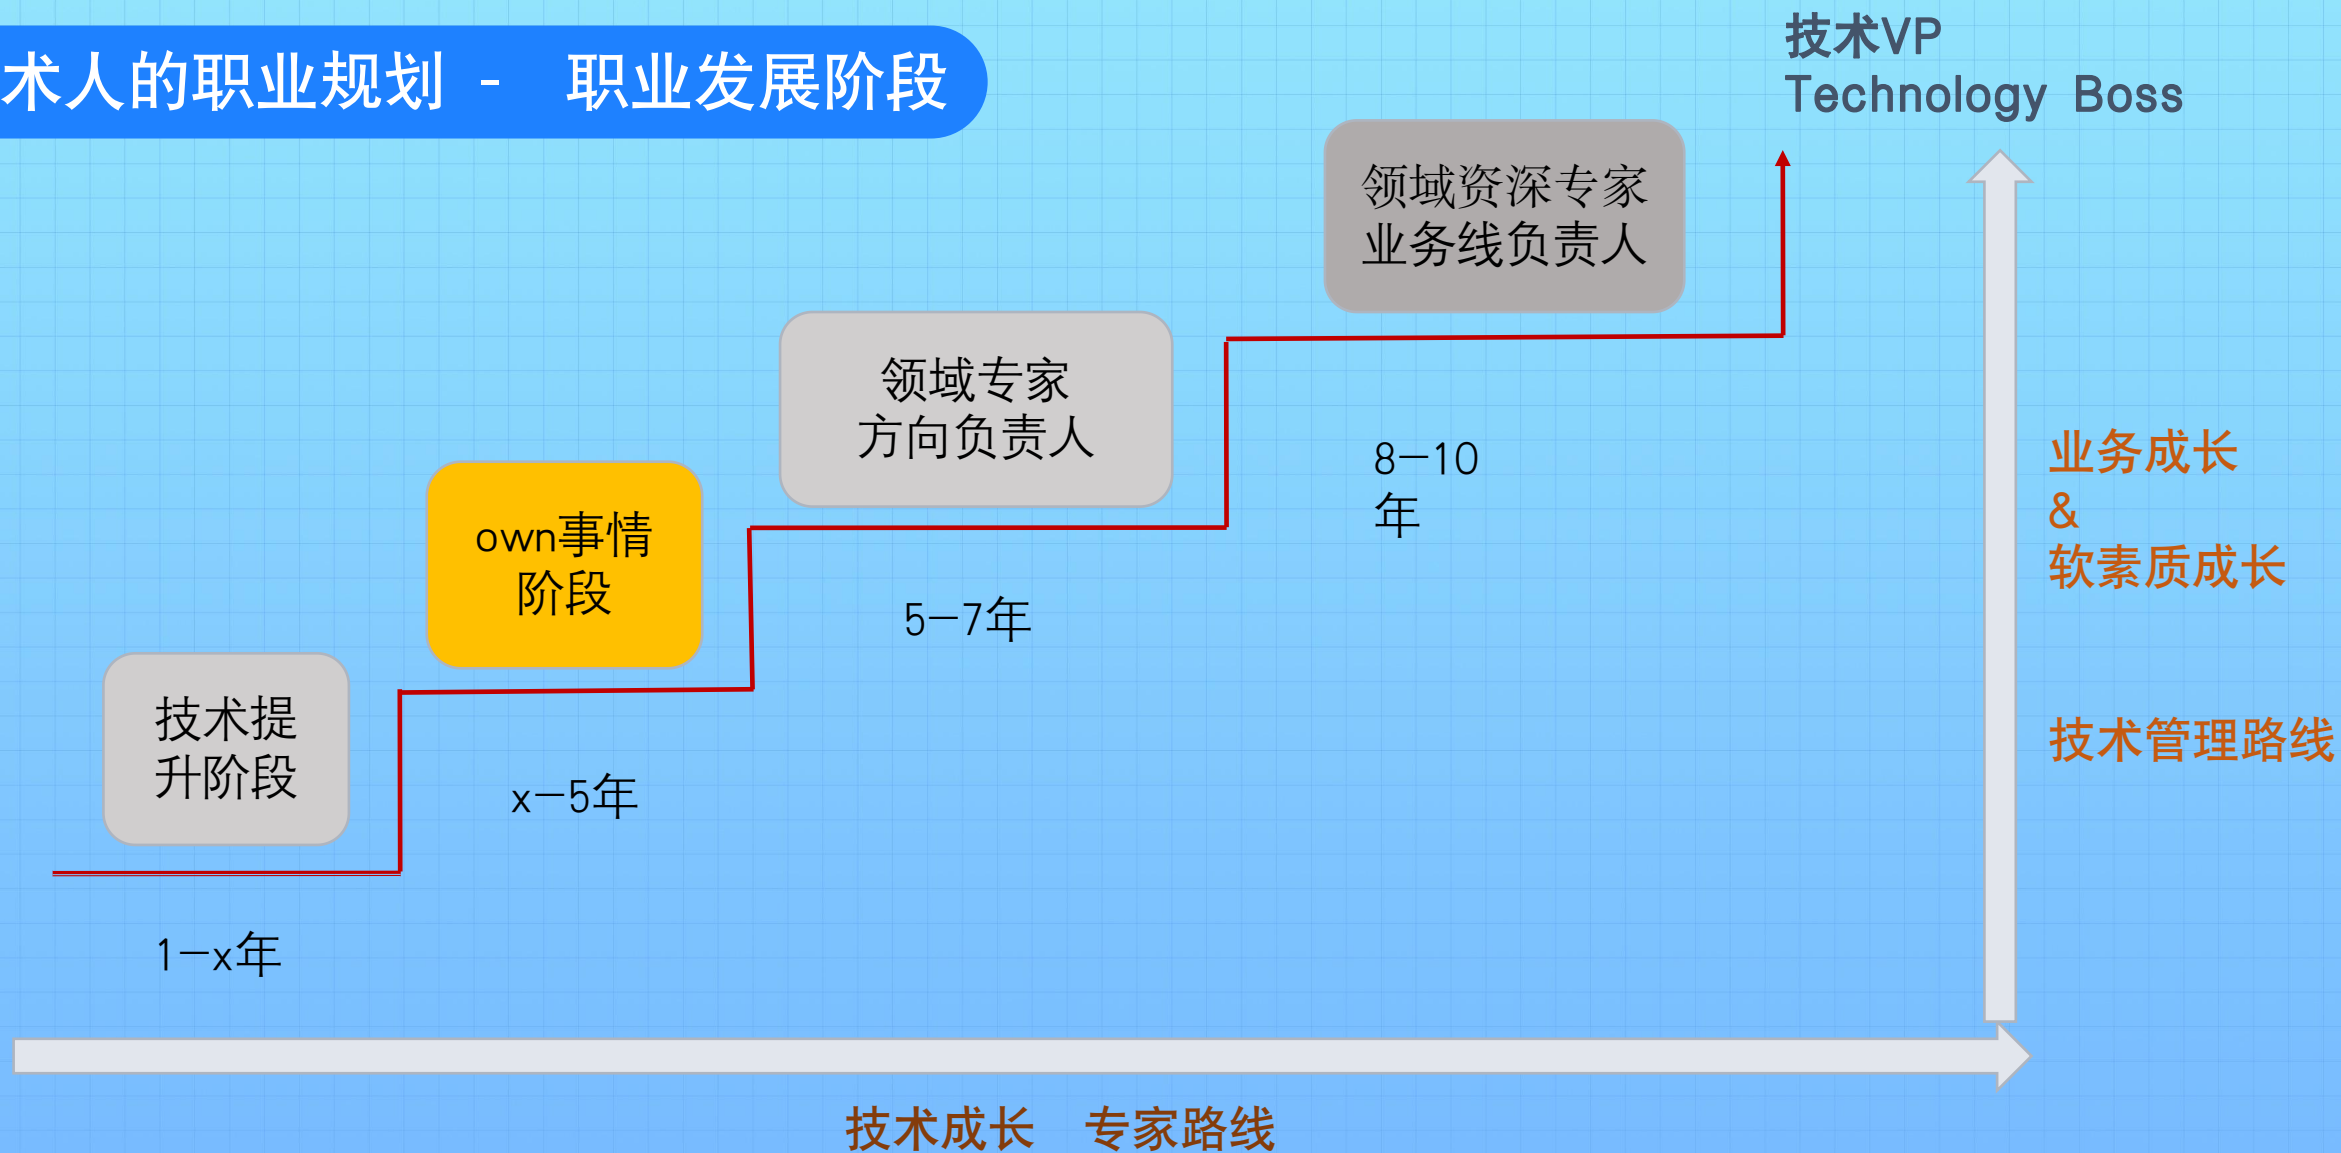 术人的职业规划 - 职业发展阶段
技术VP
Technology Boss
领域资深专家
业务线负责人
领域专家
方向负责人
8-10
年
own事情
阶段
5-7年
业务成长
&
软素质成长
技术提
升阶段
x-5年
技术管理路线
1-x年
技术成长 专家路线